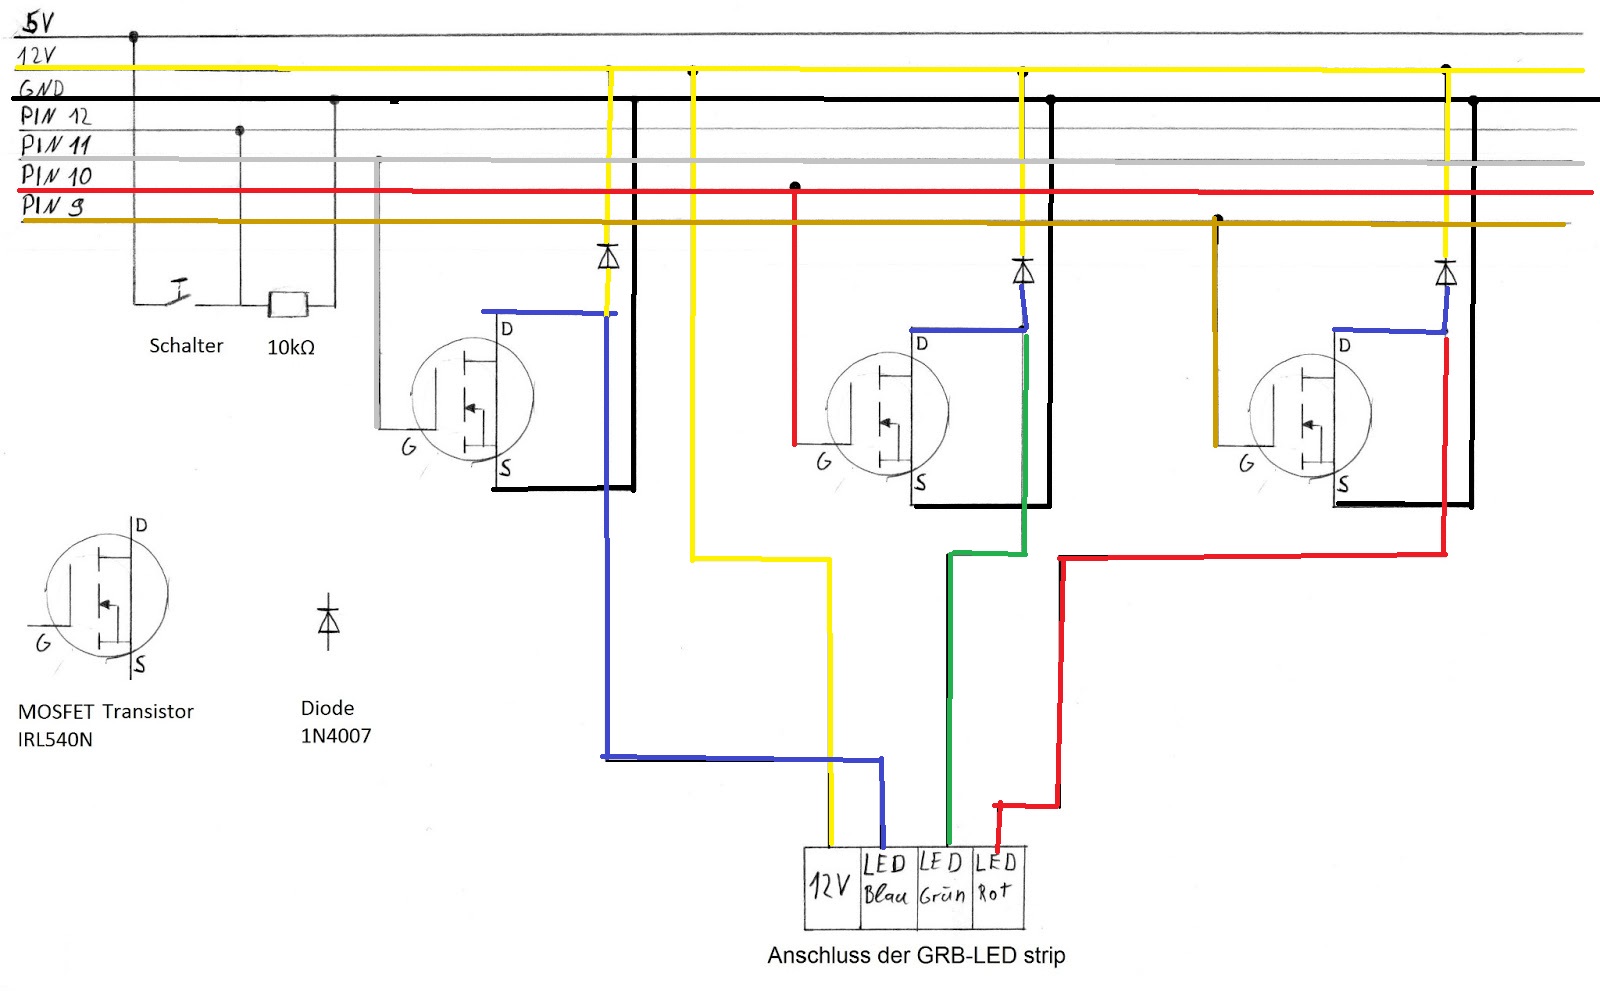 5V
12V
GND
PIN 12
PIN 11
PIN 10
PIN 9
Schalter
10kΩ
D
G
S
D
G
S
D
G
S
D
G
S
MOSFET Transistor
IRL540N
Diode
1N4007
12V
LED Blau
LED Grün
LED Rot
Anschluss der GRB-LED strip